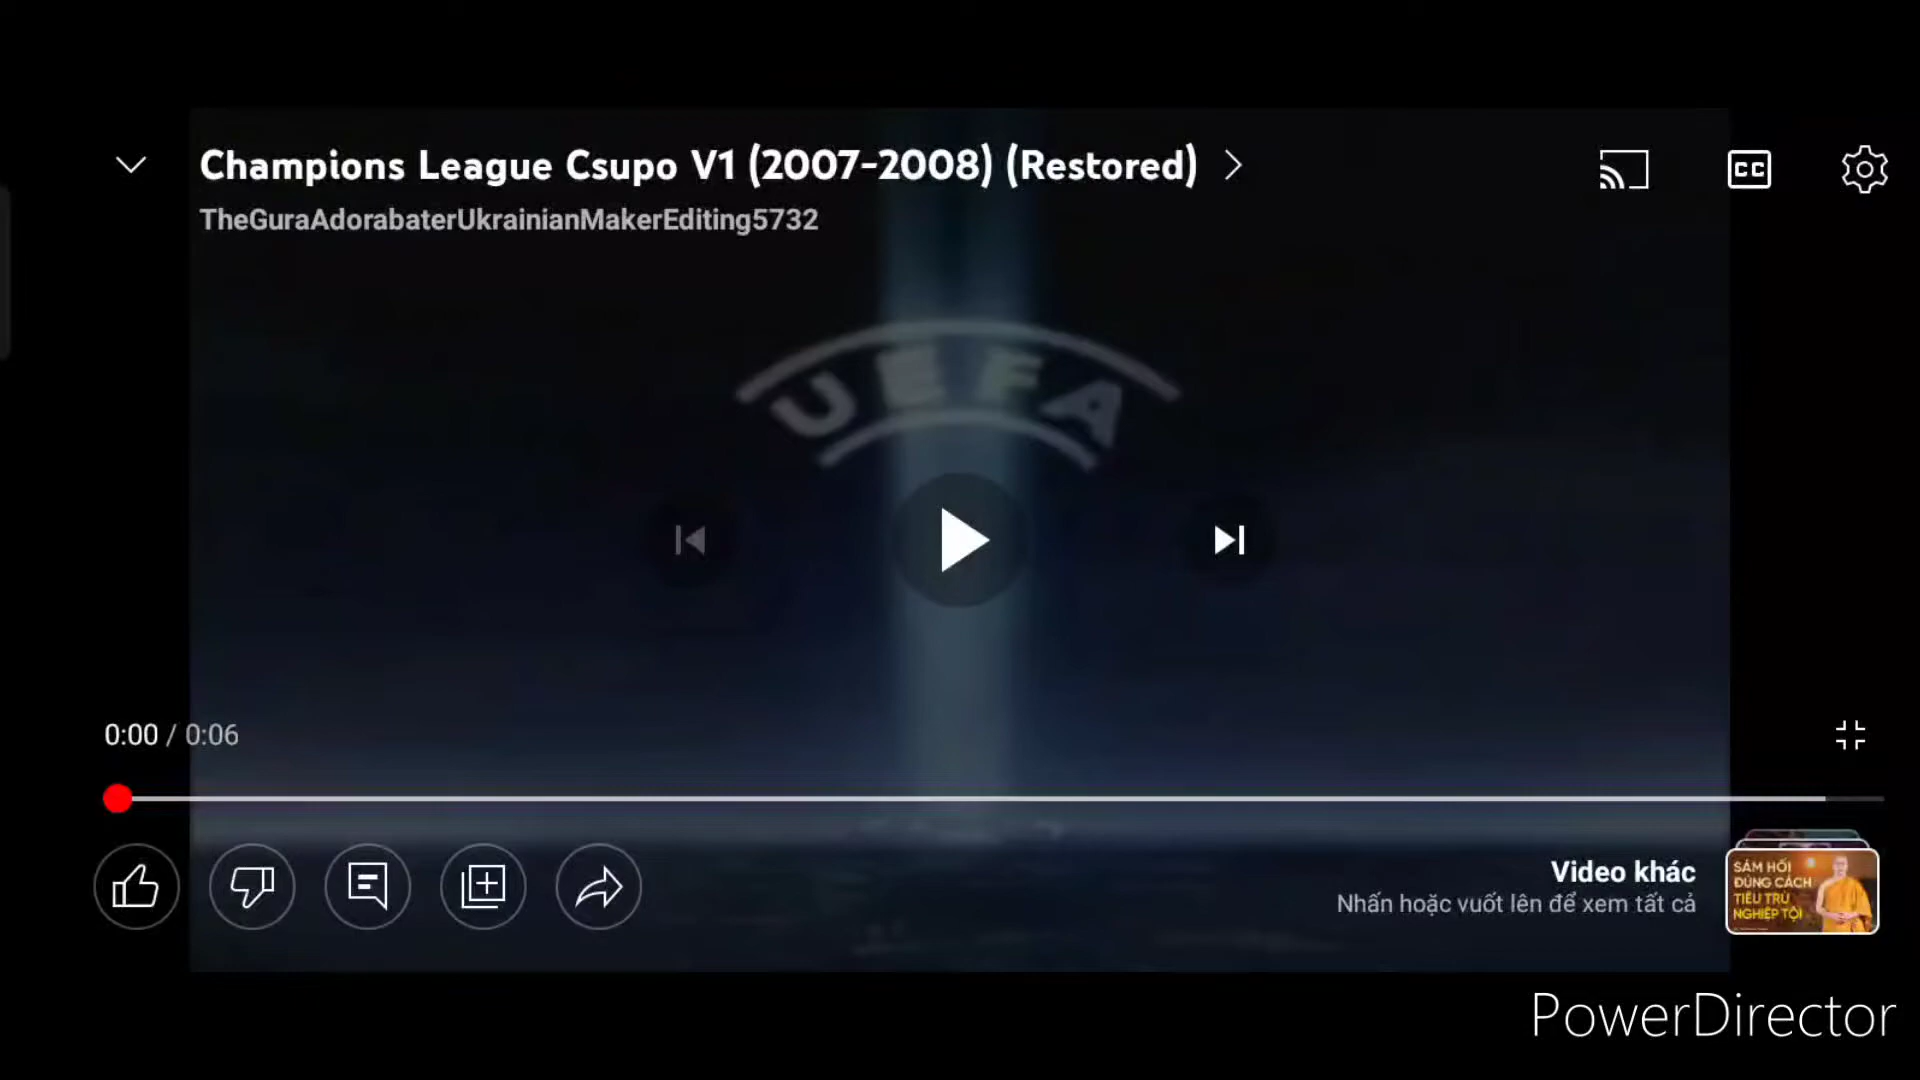 Champions League Csupo V1 (2007-2008) (Restored)
TheGuraAdorabaterUkrainianMakerEditing5732
CC
UEFA
0:00 / 0:06
Video khác
Nhấn hoặc vuốt lên để xem tất cả
SÁM HỐI
ĐÚNG CÁCH
TIÊU TRỪ
NGHIỆP TỘI
PowerDirector